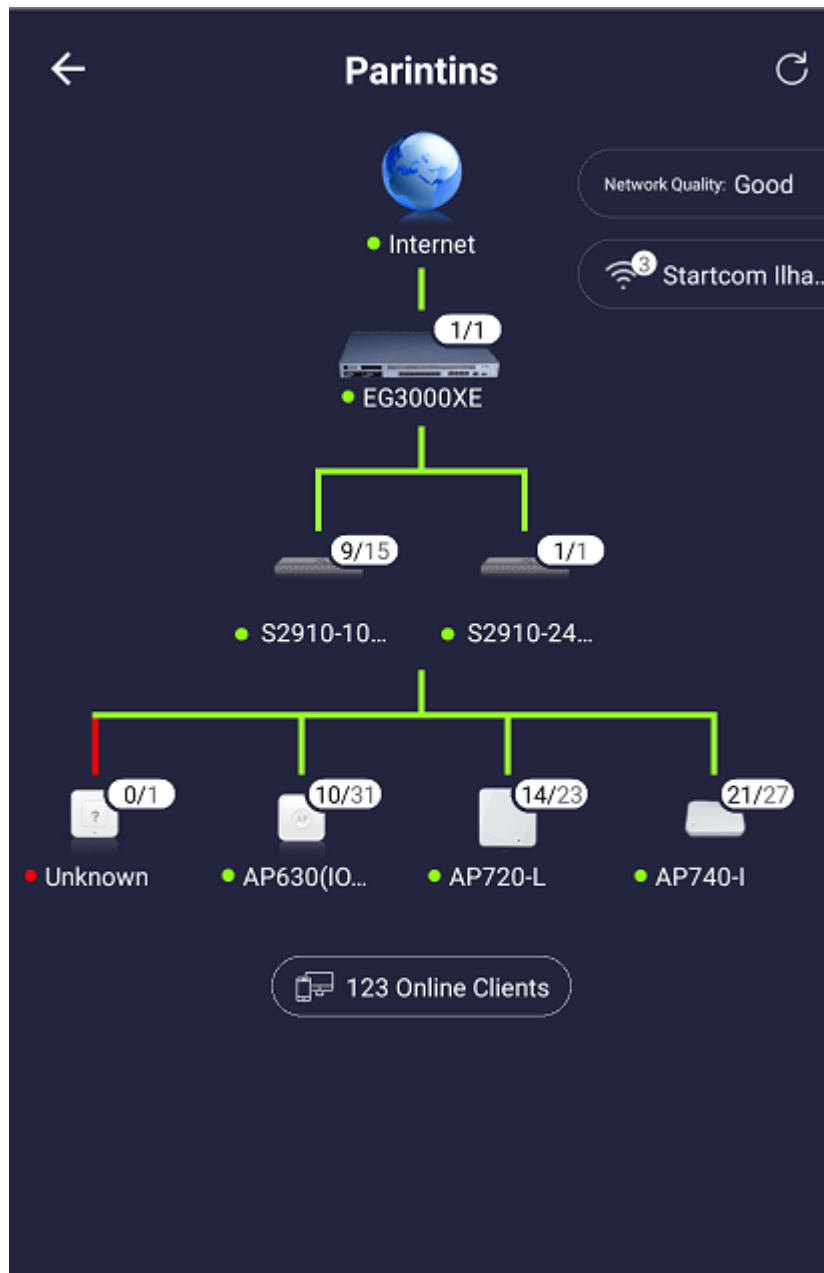 Parintins
Network Quality: Good
Internet
3
Startcom Ilha..
1/1
EG3000XE
9/15
1/1
S2910-10...
S2910-24...
0/1
10/31
14/23
21/27
?
AP
Unknown
AP630(IO...
AP720-L
AP740-I
123 Online Clients